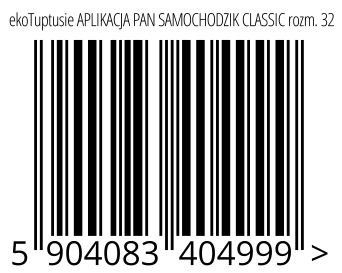 ekoTuptusie APLIKACJA PAN SAMOCHODZIK CLASSIC rozm. 32
5 904083 404999 >